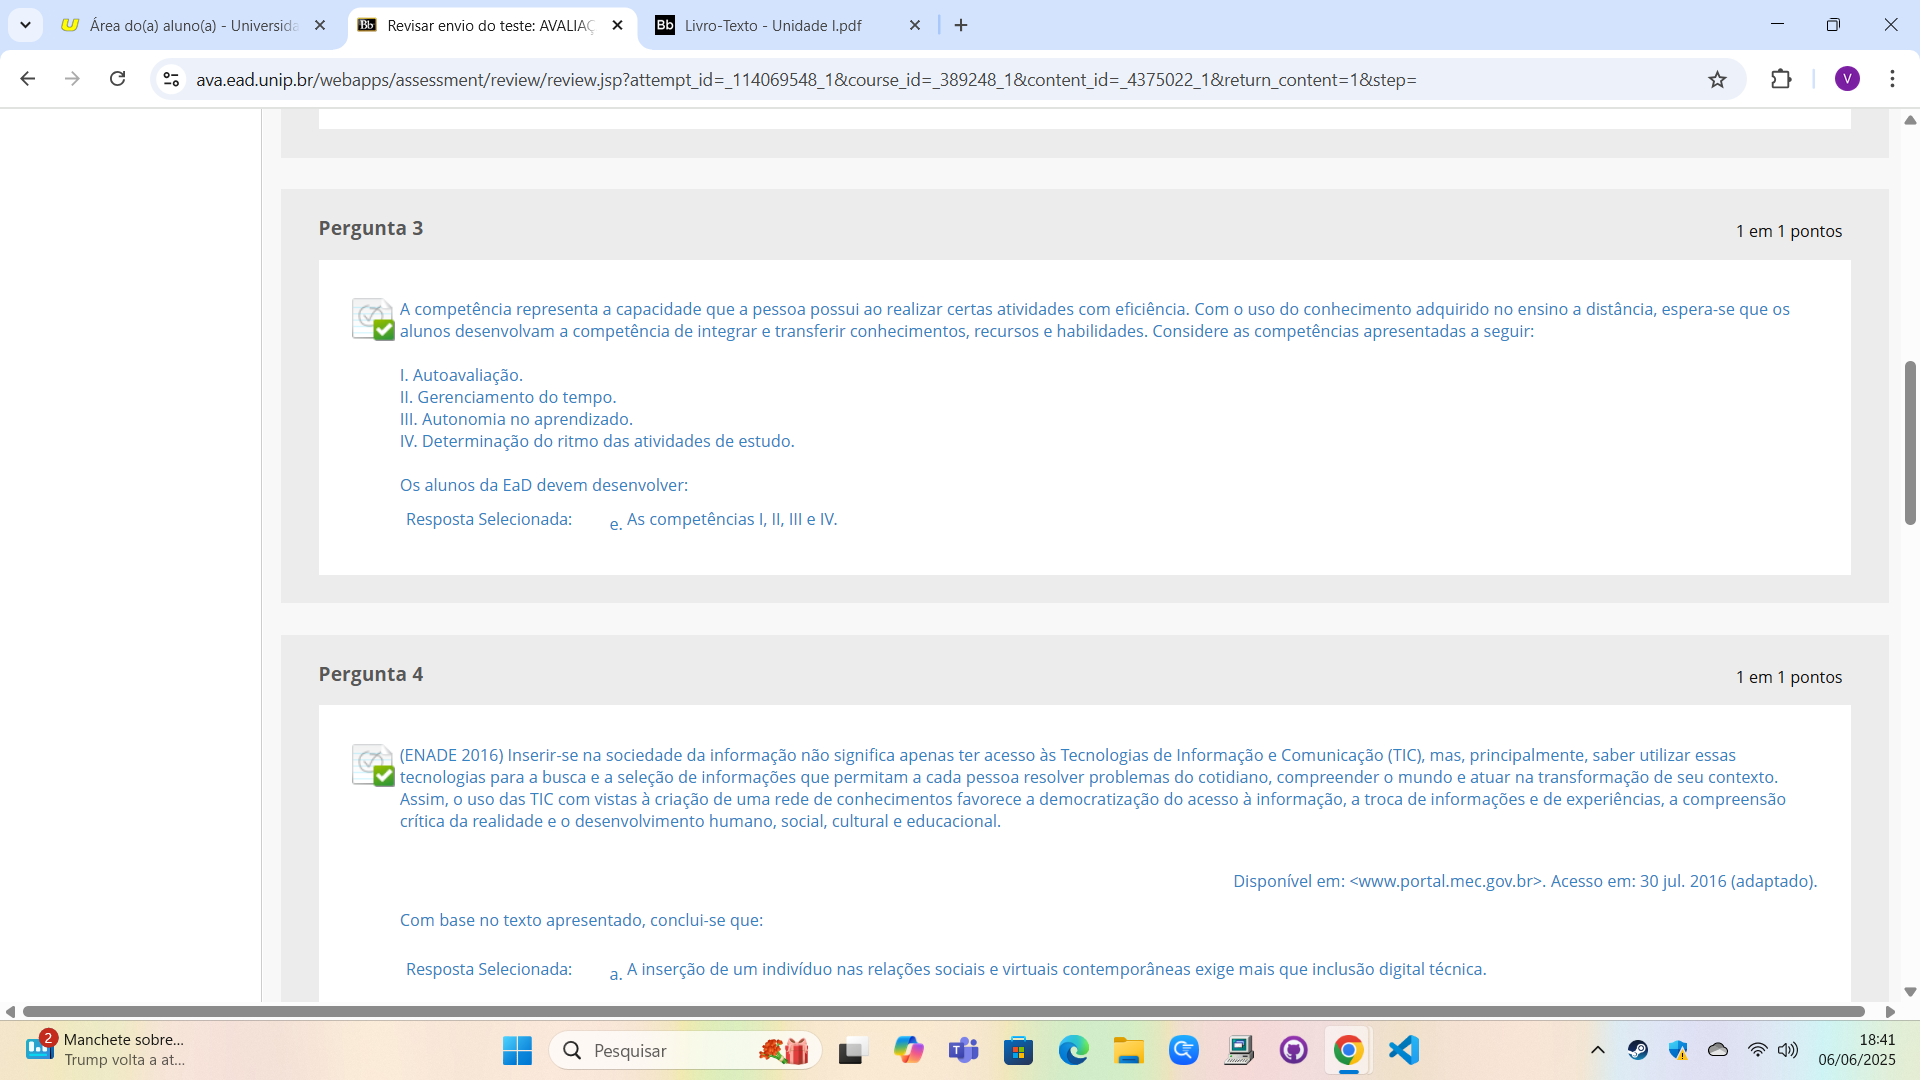 Área do(a) aluno(a) - Universida
Revisar envio do teste: AVALIAÇ
Livro-Texto - Unidade I.pdf
ava.ead.unip.br/webapps/assessment/review/review.jsp?attempt_id=_114069548_1&course_id=_389248_1&content_id=_4375022_1&return_content=1&step=
V
Pergunta 3
1 em 1 pontos
A competência representa a capacidade que a pessoa possui ao realizar certas atividades com eficiência. Com o uso do conhecimento adquirido no ensino a distância, espera-se que os
alunos desenvolvam a competência de integrar e transferir conhecimentos, recursos e habilidades. Considere as competências apresentadas a seguir:
I. Autoavaliação.
II. Gerenciamento do tempo.
III. Autonomia no aprendizado.
IV. Determinação do ritmo das atividades de estudo.
Os alunos da EaD devem desenvolver:
Resposta Selecionada: e. As competências I, II, III e IV.
Pergunta 4
1 em 1 pontos
(ENADE 2016) Inserir-se na sociedade da informação não significa apenas ter acesso às Tecnologias de Informação e Comunicação (TIC), mas, principalmente, saber utilizar essas
tecnologias para a busca e a seleção de informações que permitam a cada pessoa resolver problemas do cotidiano, compreender o mundo e atuar na transformação de seu contexto.
Assim, o uso das TIC com vistas à criação de uma rede de conhecimentos favorece a democratização do acesso à informação, a troca de informações e de experiências, a compreensão
crítica da realidade e o desenvolvimento humano, social, cultural e educacional.
Disponível em: <www.portal.mec.gov.br>. Acesso em: 30 jul. 2016 (adaptado).
Com base no texto apresentado, conclui-se que:
Resposta Selecionada: a. A inserção de um indivíduo nas relações sociais e virtuais contemporâneas exige mais que inclusão digital técnica.
2
Manchete sobre...
Trump volta a at...
Pesquisar
18:41
06/06/2025